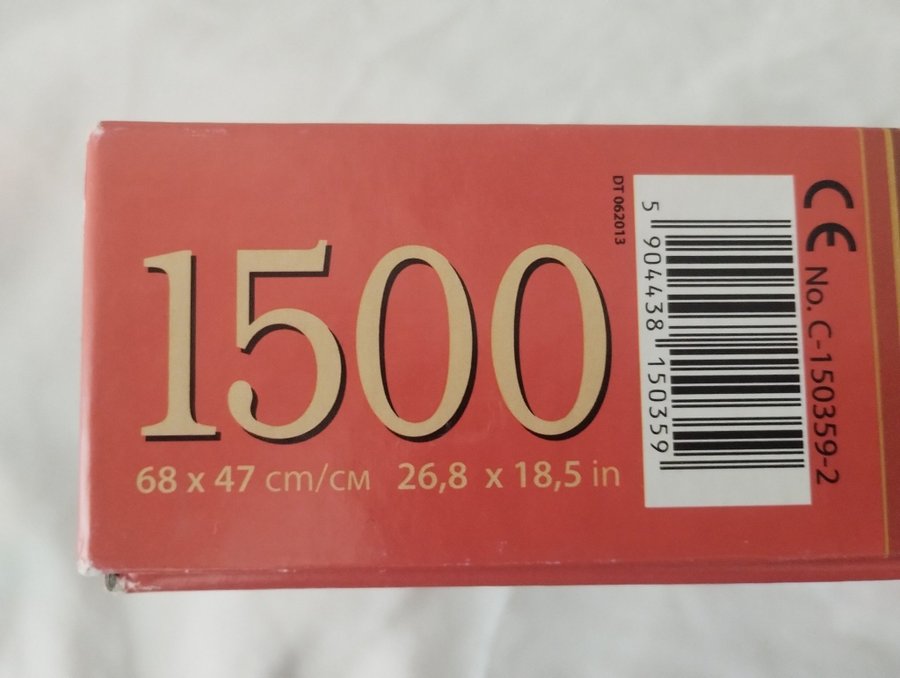 1500
68 x 47 cm/см 26,8 x 18,5 in
DT 062013
5 904438 150359
CE No. C-150359-2